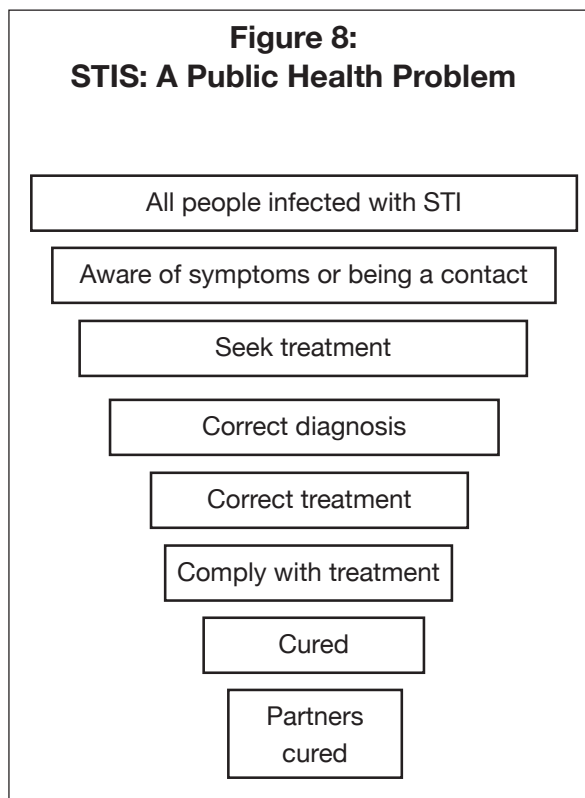 Figure 8:
STIS: A Public Health Problem
All people infected with STI
Aware of symptoms or being a contact
Seek treatment
Correct diagnosis
Correct treatment
Comply with treatment
Cured
Partners
cured